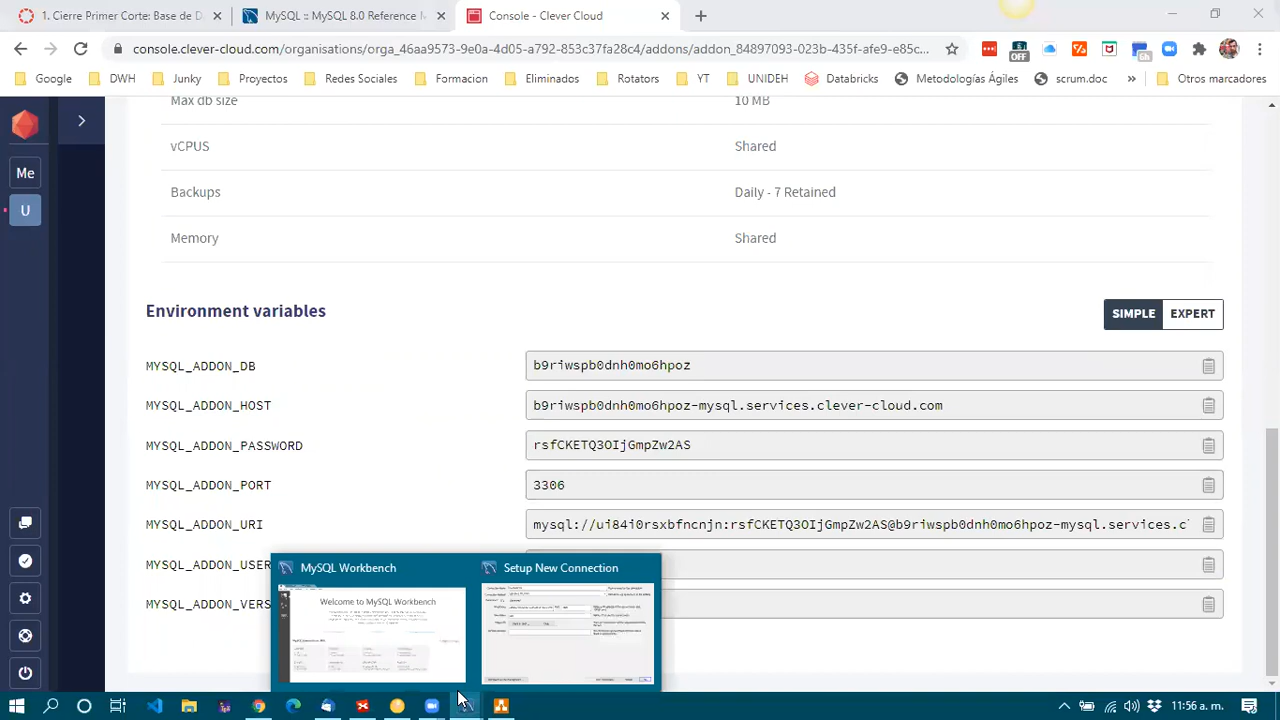 1. Cierre Primer Corte: Base de D
MySQL :: MySQL 8.0 Reference M
Console - Clever Cloud
console.clever-cloud.com/organisations/orga_46aa9573-9e0a-4d05-a792-853c37fa28c4/addons/addon_84897093-023b-435f-afe9-e05cc...
OFF
6h
Google
DWH
Junky
Proyectos
Redes Sociales
Formacion
Eliminados
Rotators
YT
UNIDEH
Databricks
Metodologías Ágiles
scrum.doc
»
Otros marcadores
Me
U
Max db size 10 MB
vCPUS Shared
Backups Daily - 7 Retained
Memory Shared
Environment variables
SIMPLE EXPERT
MYSQL_ADDON_DB b9riwspb0dnh0mo6hpoz
MYSQL_ADDON_HOST b9riwspb0dnh0mo6hpoz-mysql.services.clever-cloud.com
MYSQL_ADDON_PASSWORD rsfCKETQ3OIjGmpZw2AS
MYSQL_ADDON_PORT 3306
MYSQL_ADDON_URI mysql://ui84i0rsxbfncnjn:rsfCKETQ3OIjGmpZw2AS@b9riwspb0dnh0mo6hpoz-mysql.services.c
MYSQL_ADDON_USER
MYSQL_ADDON_VERS
MySQL Workbench
Setup New Connection
Welcome to MySQL Workbench
11:56 a. m.